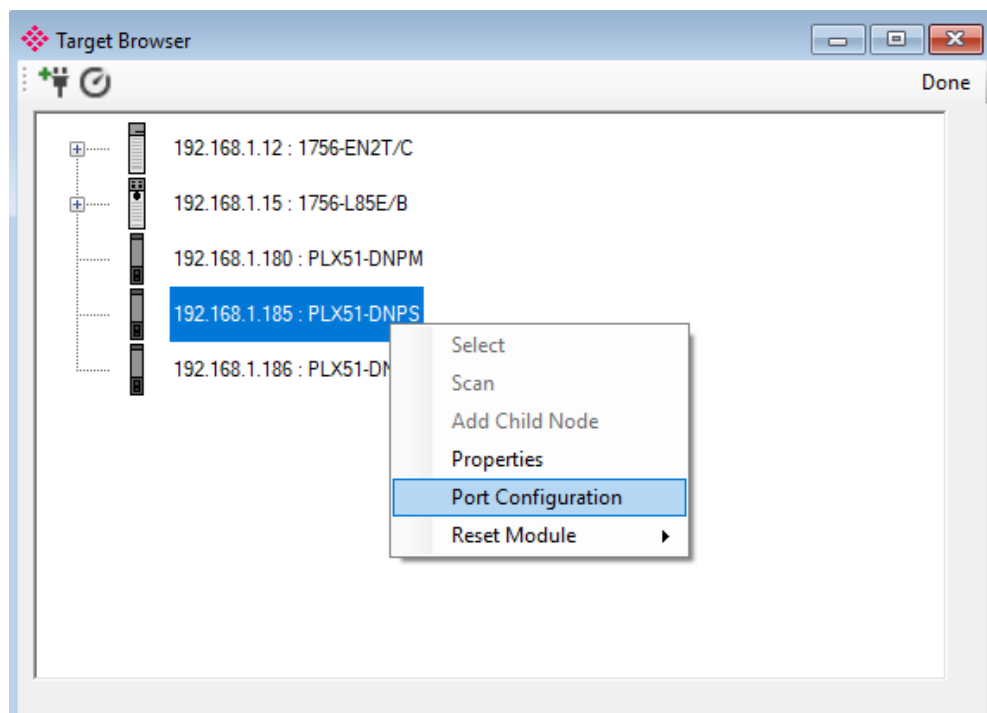 Target Browser
Done
192.168.1.12 : 1756-EN2T/C
192.168.1.15 : 1756-L85E/B
192.168.1.180 : PLX51-DNPM
192.168.1.185 : PLX51-DNPS
192.168.1.186 : PLX51-DN
Select
Scan
Add Child Node
Properties
Port Configuration
Reset Module